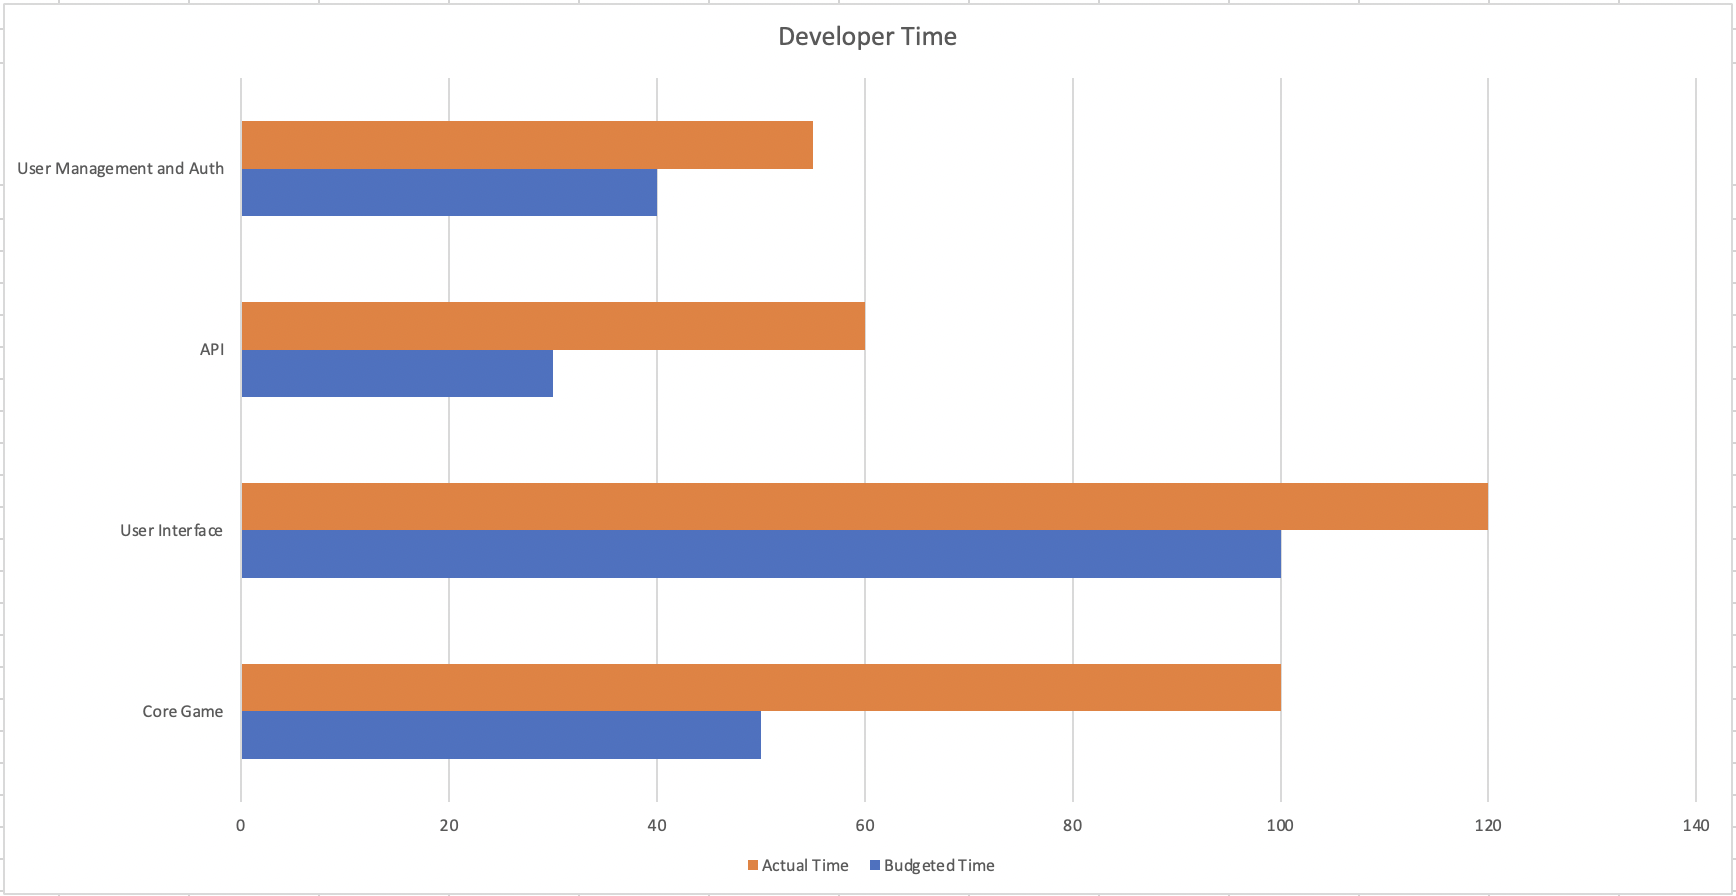 Developer Time
User Management and Auth
API
User Interface
Core Game
0 20 40 60 80 100 120 140
Actual Time Budgeted Time